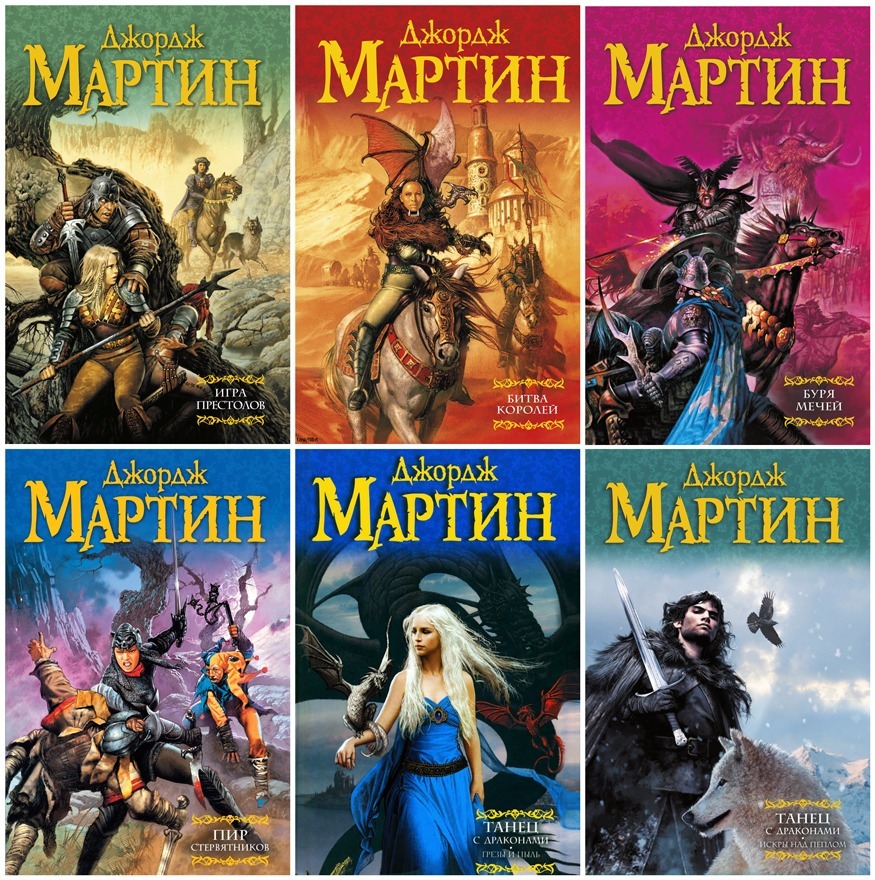 Джордж
Мартин
ИГРА
ПРЕСТОЛОВ
Джордж
Мартин
БИТВА
КОРОЛЕЙ
Джордж
Мартин
БУРЯ
МЕЧЕЙ
Джордж
Мартин
ПИР
СТЕРВЯТНИКОВ
Джордж
Мартин
ТАНЕЦ
С ДРАКОНАМИ
ГРЕЗЫ И ПЫЛЬ
Джордж
Мартин
ТАНЕЦ
С ДРАКОНАМИ
ИСКРЫ НАД ПЕПЛОМ